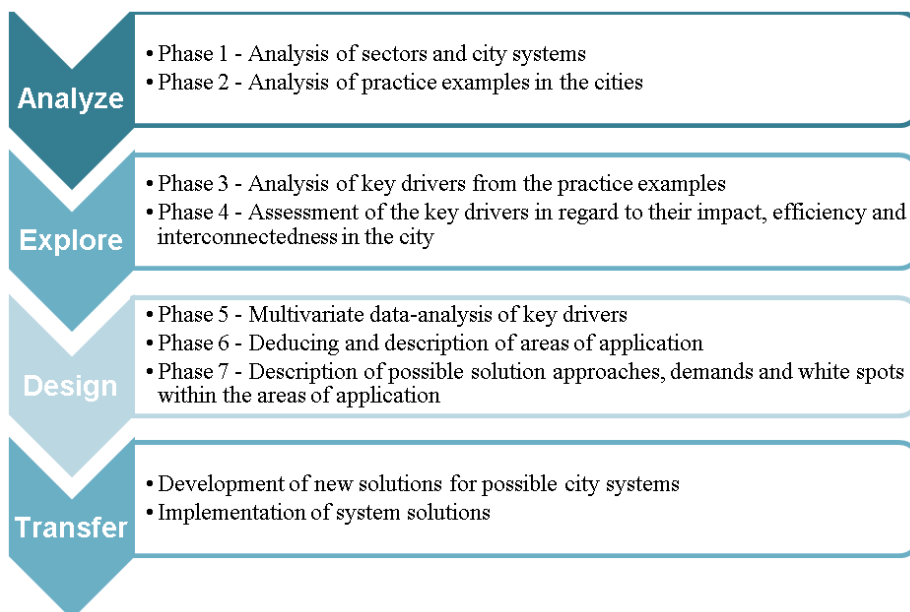 Analyze
• Phase 1 - Analysis of sectors and city systems
• Phase 2 - Analysis of practice examples in the cities
Explore
• Phase 3 - Analysis of key drivers from the practice examples
• Phase 4 - Assessment of the key drivers in regard to their impact, efficiency and
interconnectedness in the city
Design
• Phase 5 - Multivariate data-analysis of key drivers
• Phase 6 - Deducing and description of areas of application
• Phase 7 - Description of possible solution approaches, demands and white spots
within the areas of application
Transfer
• Development of new solutions for possible city systems
• Implementation of system solutions